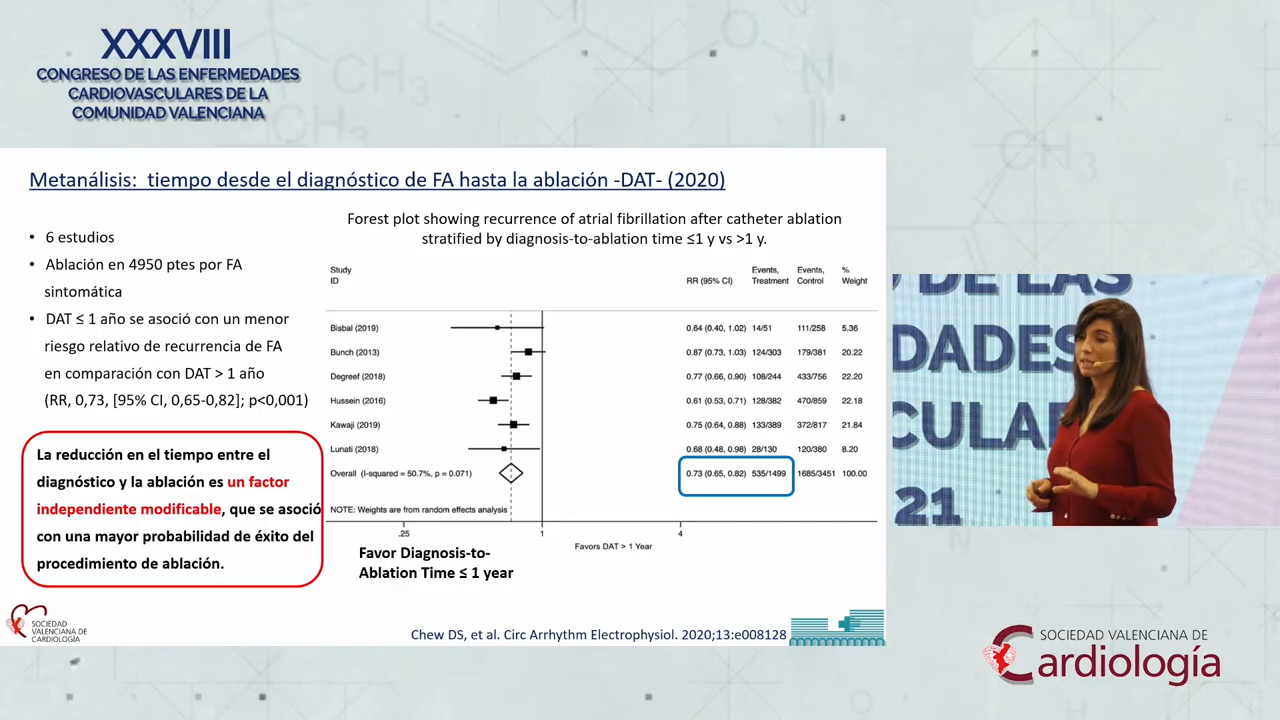 XXXVIII
CONGRESO DE LAS ENFERMEDADES
CARDIOVASCULARES DE LA
COMUNIDAD VALENCIANA
Metanálisis: tiempo desde el diagnóstico de FA hasta la ablación -DAT- (2020)
• 6 estudios
• Ablación en 4950 ptes por FA
sintomática
• DAT ≤ 1 año se asoció con un menor
riesgo relativo de recurrencia de FA
en comparación con DAT > 1 año
(RR, 0,73, [95% CI, 0,65-0,82]; p<0,001)
La reducción en el tiempo entre el
diagnóstico y la ablación es un factor
independiente modificable, que se asoció
con una mayor probabilidad de éxito del
procedimiento de ablación.
Forest plot showing recurrence of atrial fibrillation after catheter ablation
stratified by diagnosis-to-ablation time ≤1 y vs >1 y.
Study ID RR (95% CI) Events, Treatment Events, Control % Weight
Bisbal (2019) 0.64 (0.40, 1.02) 14/51 111/258 5.36
Bunch (2013) 0.87 (0.73, 1.03) 124/303 179/381 20.22
Degreef (2018) 0.77 (0.66, 0.90) 108/244 433/756 22.20
Hussein (2016) 0.61 (0.53, 0.71) 128/382 470/859 22.18
Kawaji (2019) 0.75 (0.64, 0.88) 133/389 372/817 21.84
Lunati (2018) 0.68 (0.48, 0.98) 28/130 120/380 8.20
Overall (I-squared = 50.7%, p = 0.071) 0.73 (0.65, 0.82) 535/1499 1685/3451 100.00
NOTE: Weights are from random effects analysis
.25 1 4
Favors DAT > 1 Year
Favor Diagnosis-to-
Ablation Time ≤ 1 year
SOCIEDAD
VALENCIANA DE
CARDIOLOGÍA
Chew DS, et al. Circ Arrhythm Electrophysiol. 2020;13:e008128
O DE LAS
DADES
CULA
21
SOCIEDAD VALENCIANA DE
Cardiología